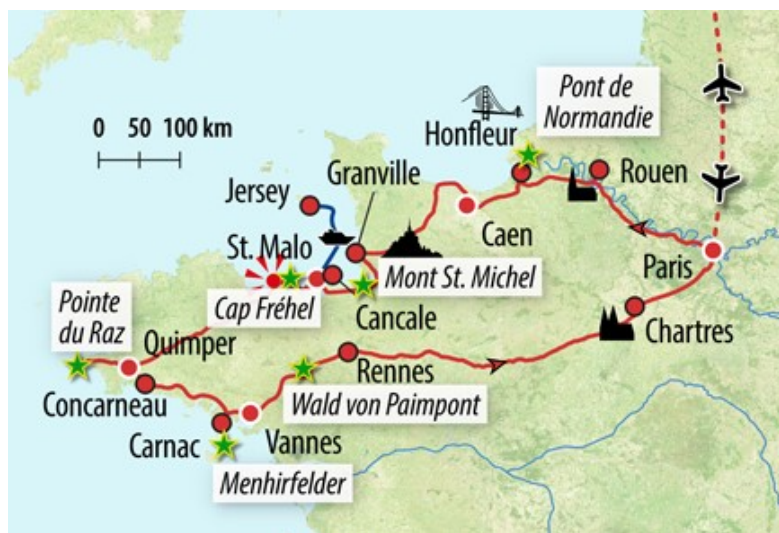 Pont de
Normandie
Honfleur
0 50 100 km
Granville
Rouen
Jersey
Caen
St. Malo
Paris
Mont St. Michel
Pointe
du Raz
Cap Fréhel
Cancale
Chartres
Quimper
Rennes
Concarneau
Wald von Paimpont
Carnac
Vannes
Menhirfelder